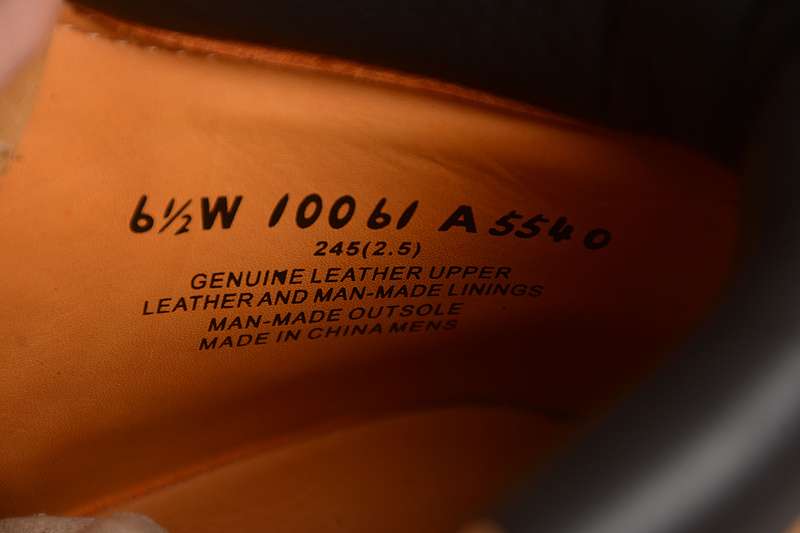 6½W 10061 A5540
245(2.5)
GENUINE LEATHER UPPER
LEATHER AND MAN-MADE LININGS
MAN-MADE OUTSOLE
MADE IN CHINA MENS